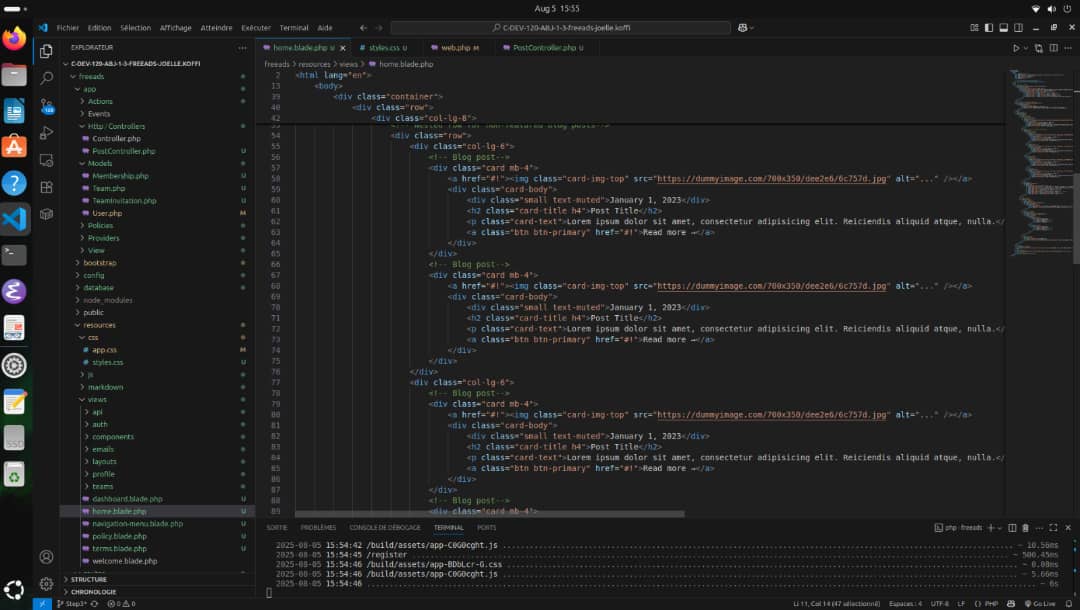 Aug 5 15:55
Fichier Edition Sélection Affichage Atteindre Exécuter Terminal Aide
C-DEV-120-ABJ-1-3-freeads-joelle.koffi
EXPLORATEUR
home.blade.php U
styles.css U
web.php M
PostController.php U
C-DEV-120-ABJ-1-3-FREEADS-JOELLE.KOFFI
freeads > resources > views > home.blade.php
freeads
app
Actions
Events
Http / Controllers
Controller.php
PostController.php U
Models
Membership.php U
Team.php U
TeamInvitation.php U
User.php M
Policies
Providers
View
bootstrap
config
database
node_modules
public
resources
css
app.css M
styles.css U
js
markdown
views
api
auth
components
emails
layouts
profile
teams
dashboard.blade.php U
home.blade.php U
navigation-menu.blade.php U
policy.blade.php U
terms.blade.php U
welcome.blade.php
STRUCTURE
CHRONOLOGIE
2 <html lang="en">
13 <body>
39 <div class="container">
40 <div class="row">
42 <div class="col-lg-8">
53 <!-- Nested row for non-featured blog posts-->
54 <div class="row">
55 <div class="col-lg-6">
56 <!-- Blog post-->
57 <div class="card mb-4">
58 <a href="#!"><img class="card-img-top" src="https://dummyimage.com/700x350/dee2e6/6c757d.jpg" alt="..." /></a>
59 <div class="card-body">
60 <div class="small text-muted">January 1, 2023</div>
61 <h2 class="card-title h4">Post Title</h2>
62 <p class="card-text">Lorem ipsum dolor sit amet, consectetur adipisicing elit. Reiciendis aliquid atque, nulla.</
63 <a class="btn btn-primary" href="#!">Read more →</a>
64 </div>
65 </div>
66 <!-- Blog post-->
67 <div class="card mb-4">
68 <a href="#!"><img class="card-img-top" src="https://dummyimage.com/700x350/dee2e6/6c757d.jpg" alt="..." /></a>
69 <div class="card-body">
70 <div class="small text-muted">January 1, 2023</div>
71 <h2 class="card-title h4">Post Title</h2>
72 <p class="card-text">Lorem ipsum dolor sit amet, consectetur adipisicing elit. Reiciendis aliquid atque, nulla.</
73 <a class="btn btn-primary" href="#!">Read more →</a>
74 </div>
75 </div>
76 </div>
77 <div class="col-lg-6">
78 <!-- Blog post-->
79 <div class="card mb-4">
80 <a href="#!"><img class="card-img-top" src="https://dummyimage.com/700x350/dee2e6/6c757d.jpg" alt="..." /></a>
81 <div class="card-body">
82 <div class="small text-muted">January 1, 2023</div>
83 <h2 class="card-title h4">Post Title</h2>
84 <p class="card-text">Lorem ipsum dolor sit amet, consectetur adipisicing elit. Reiciendis aliquid atque, nulla.</
85 <a class="btn btn-primary" href="#!">Read more →</a>
86 </div>
87 </div>
88 <!-- Blog post-->
89 <div class="card mb-4">
SORTIE PROBLÈMES CONSOLE DE DÉBOGAGE TERMINAL PORTS
php - freeads
2025-08-05 15:54:42 /build/assets/app-C0G0cght.js ~ 10.56ms
2025-08-05 15:54:45 /register ~ 500.45ms
2025-08-05 15:54:46 /build/assets/app-BDbLcr-G.css ~ 0.08ms
2025-08-05 15:54:46 /build/assets/app-C0G0cght.js ~ 5.66ms
2025-08-05 15:54:46 ~ 6s
Step3* 0 0
Li 11, Col 14 (47 sélectionné) Espaces : 4 UTF-8 LF {} PHP Go Live